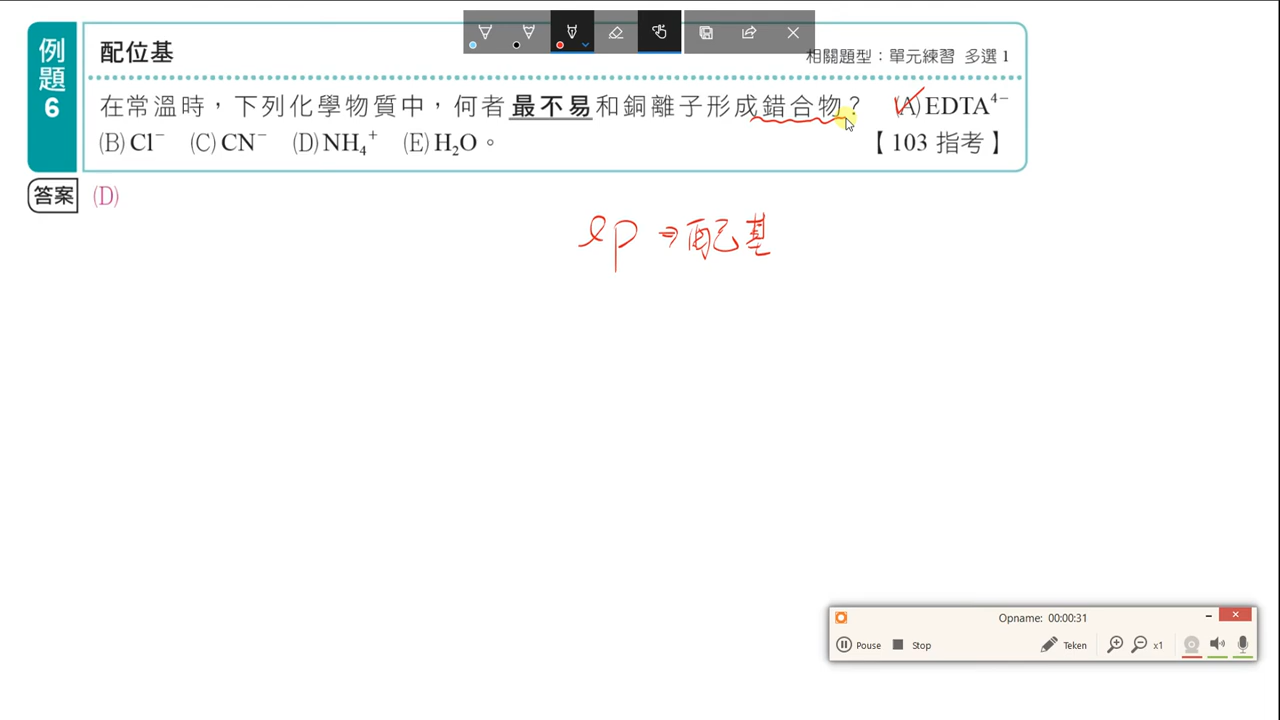 例題6
配位基
相關題型：單元練習 多選 1
在常溫時，下列化學物質中，何者最不易和銅離子形成錯合物？ (A) EDTA⁴⁻
(B) Cl⁻ (C) CN⁻ (D) NH₄⁺ (E) H₂O。 【103 指考】
答案 (D)
lp ⇒ 配基
Opname: 00:00:31
Pause Stop Teken x1